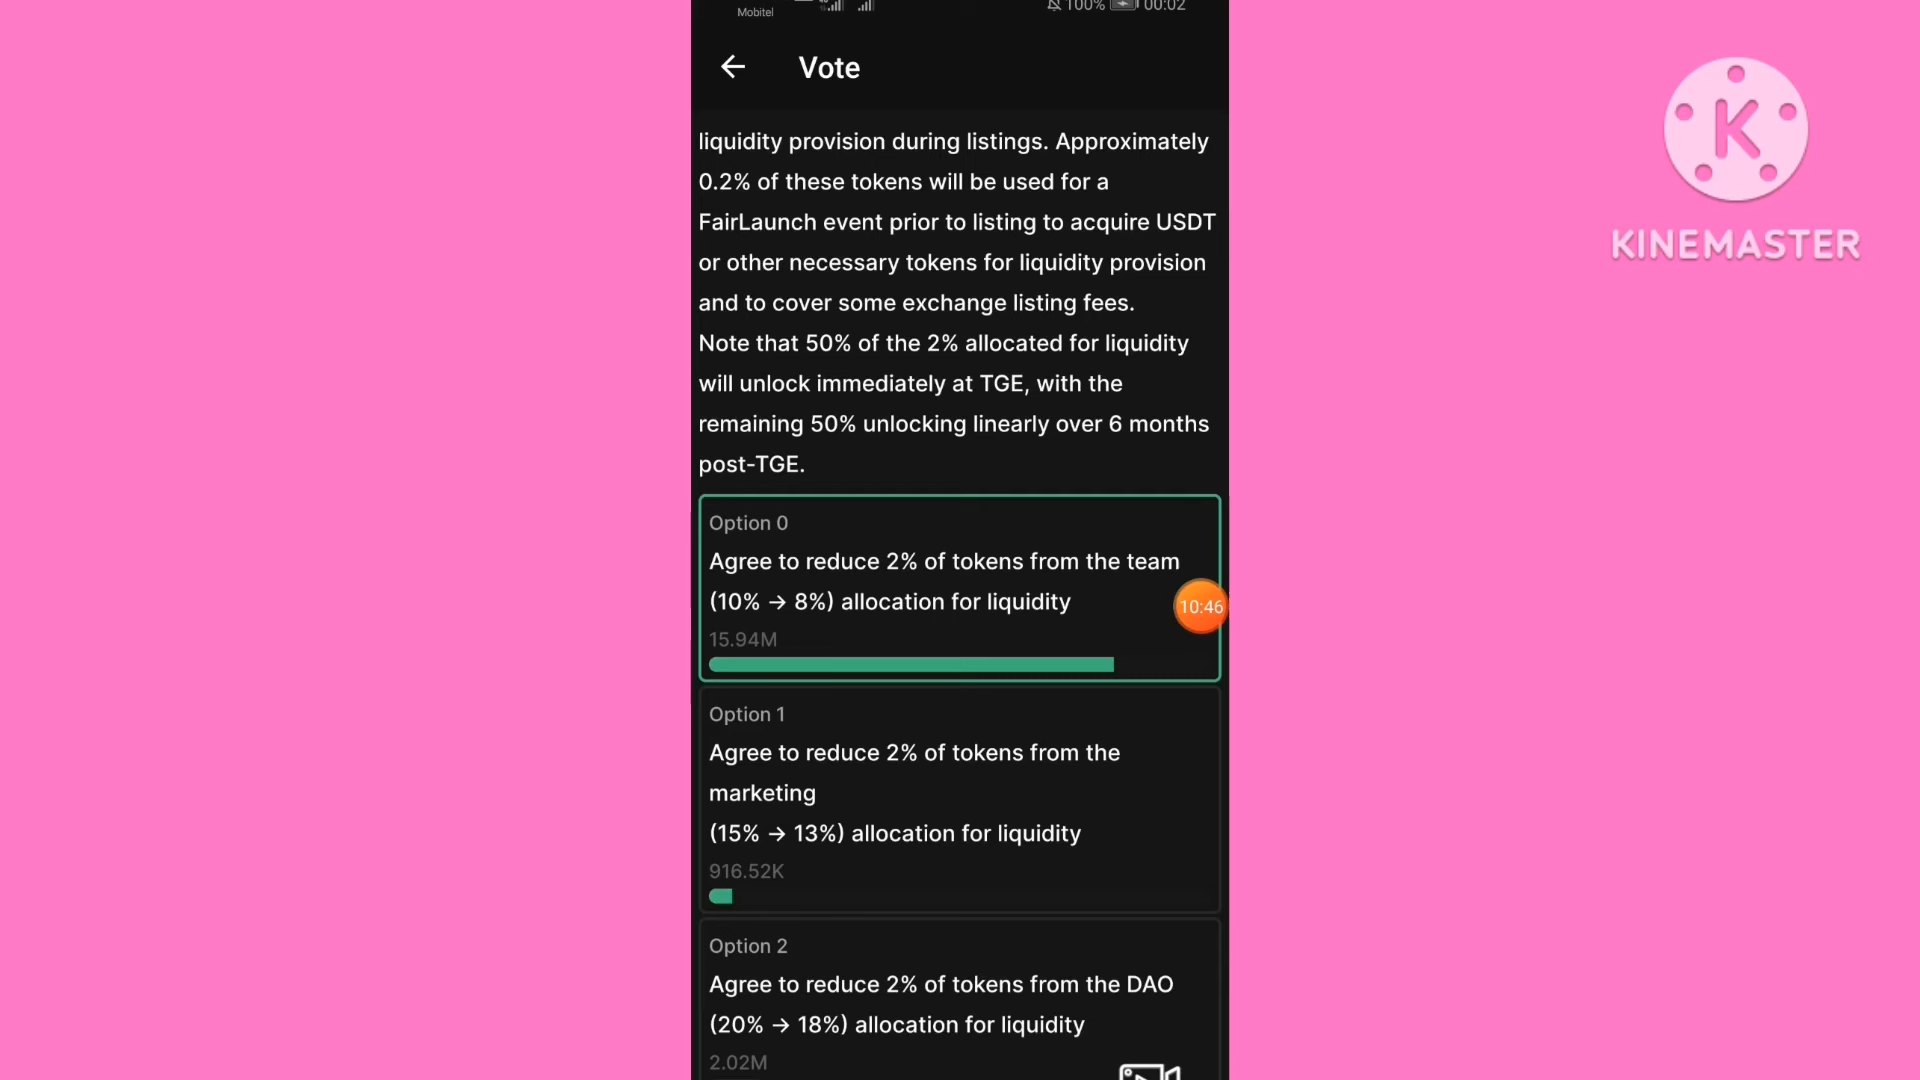 Mobitel
100% 00:02
Vote
liquidity provision during listings. Approximately
0.2% of these tokens will be used for a
FairLaunch event prior to listing to acquire USDT
or other necessary tokens for liquidity provision
and to cover some exchange listing fees.
Note that 50% of the 2% allocated for liquidity
will unlock immediately at TGE, with the
remaining 50% unlocking linearly over 6 months
post-TGE.
Option 0
Agree to reduce 2% of tokens from the team
(10% → 8%) allocation for liquidity
10:46
15.94M
Option 1
Agree to reduce 2% of tokens from the
marketing
(15% → 13%) allocation for liquidity
916.52K
Option 2
Agree to reduce 2% of tokens from the DAO
(20% → 18%) allocation for liquidity
2.02M
K
KINEMASTER